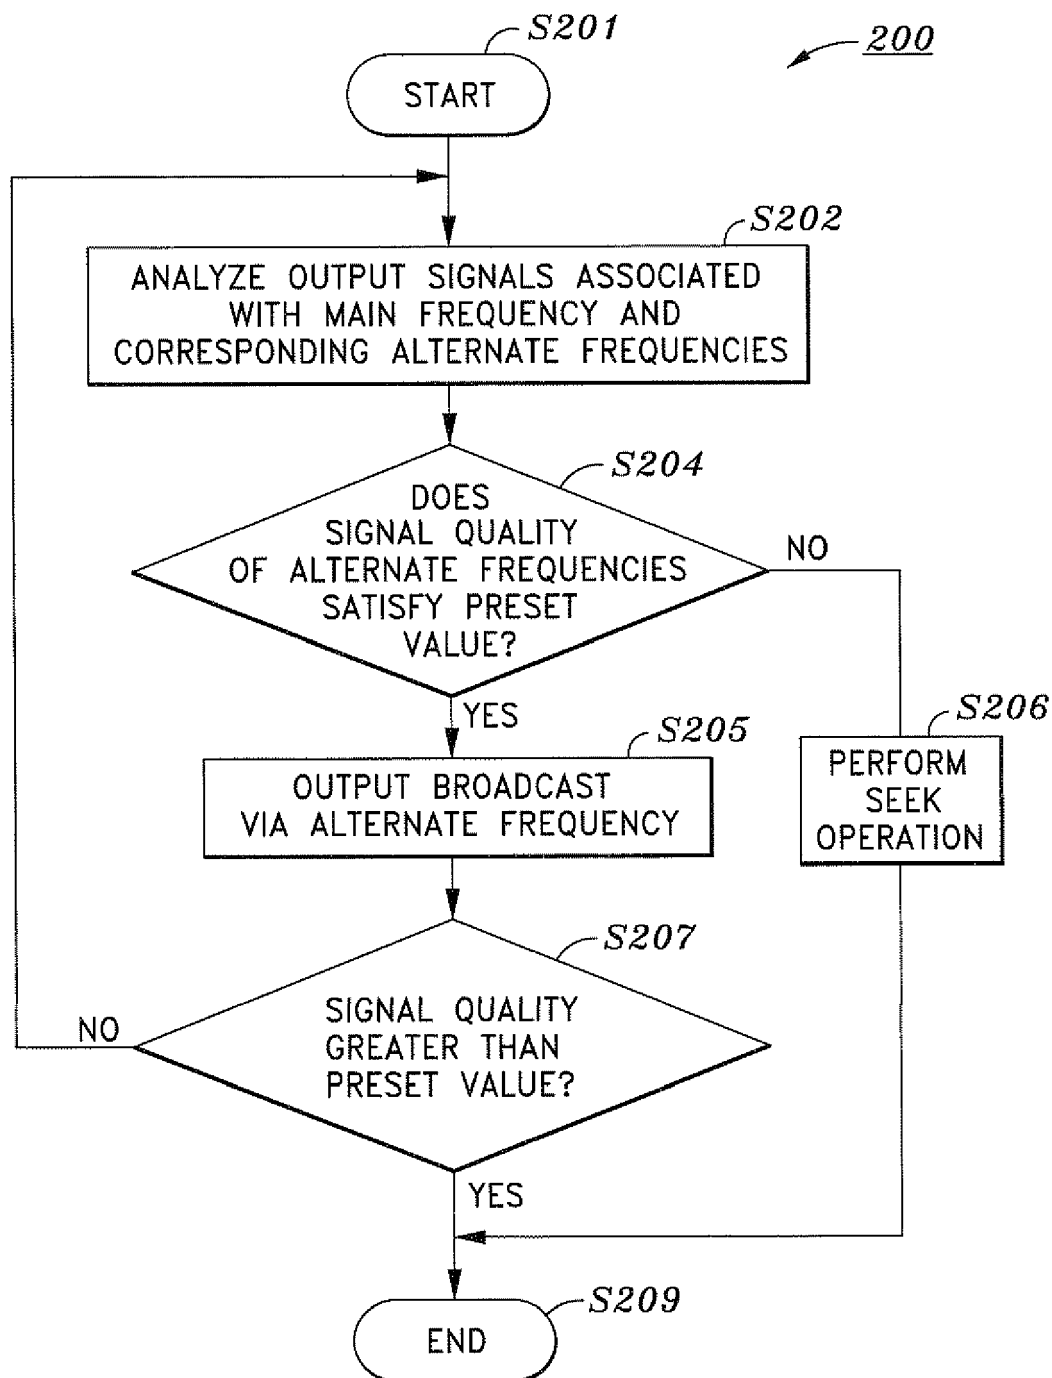 S201
200
START
S202
ANALYZE OUTPUT SIGNALS ASSOCIATED
WITH MAIN FREQUENCY AND
CORRESPONDING ALTERNATE FREQUENCIES
S204
DOES
SIGNAL QUALITY
OF ALTERNATE FREQUENCIES
SATISFY PRESET
VALUE?
NO
YES
S205
OUTPUT BROADCAST
VIA ALTERNATE FREQUENCY
S206
PERFORM
SEEK
OPERATION
S207
SIGNAL QUALITY
GREATER THAN
PRESET VALUE?
NO
YES
S209
END